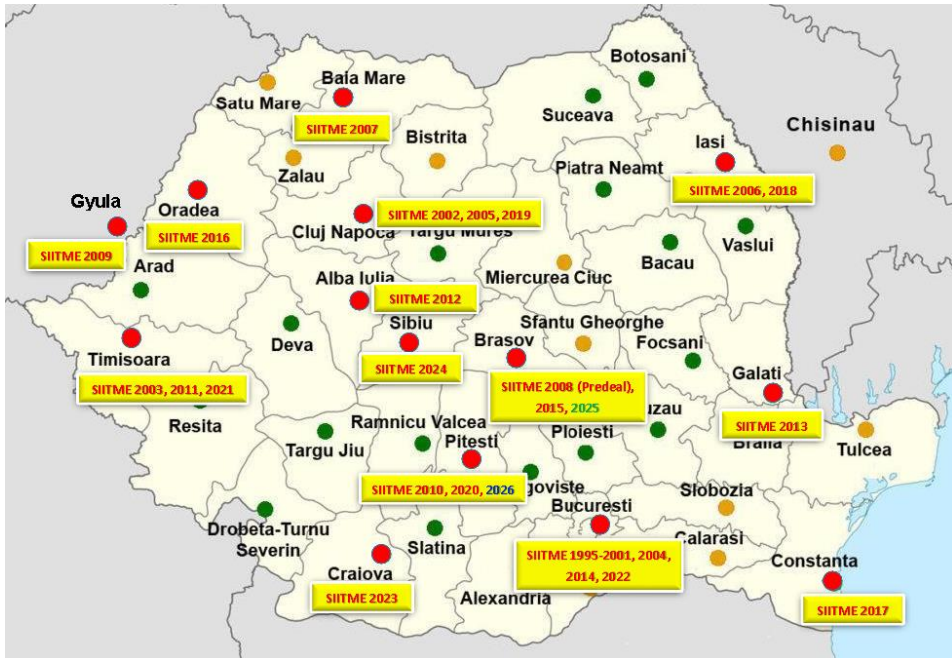 Botosani
Baia Mare
Satu Mare
Suceava
SIITME 2007
Bistrita
Chisinau
Iasi
Zalau
Piatra Neamt
SIITME 2006, 2018
Gyula
Oradea
SIITME 2016
SIITME 2002, 2005, 2019
Cluj Napoca
Targu Mures
Vaslui
SIITME 2009
Arad
Bacau
Miercurea Ciuc
Alba Iulia
SIITME 2012
Sibiu
Sfantu Gheorghe
Deva
Brasov
Focsani
Timisoara
SIITME 2024
Galati
SIITME 2003, 2011, 2021
SIITME 2008 (Predeal),
2015, 2025
Resita
Ramnicu Valcea
uzau
SIITME 2013
Ploiesti
Braila
Targu Jiu
Pitesti
Tulcea
SIITME 2010, 2020, 2026
goviste
Slobozia
Bucuresti
Drobeta-Turnu
Severin
Slatina
SIITME 1995-2001, 2004,
2014, 2022
Calarasi
Constanta
Craiova
SIITME 2023
Alexandria
SIITME 2017